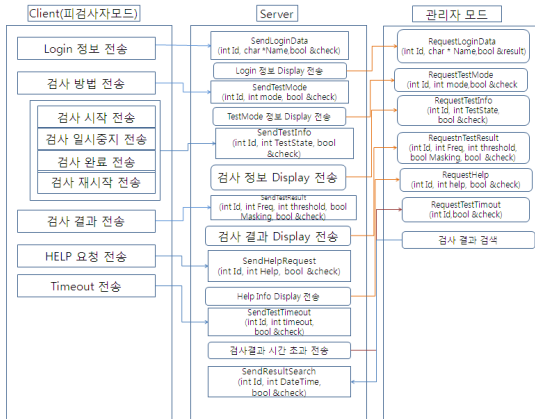 Client(피검사자모드)
Login 정보 전송
검사 방법 전송
검사 시작 전송
검사 일시중지 전송
검사 완료 전송
검사 재시작 전송
검사 결과 전송
HELP 요청 전송
Timeout 전송
Server
SendLoginData
(int Id, char *Name,bool &check)
Login 정보 Display 전송
SendTestMode
(int Id, int mode, bool &check)
TestMode 정보 Display 전송
SendTestInfo
(int Id, int TestState, bool
&check)
검사 정보 Display 전송
SendTestResult
(int Id, int Freq, int threshold, bool
Masking, bool &check)
검사 결과 Display 전송
SendHelpRequest
(int Id, int Help, bool &check)
Help Info Display 전송
SendTestTimeout
(int Id, int timeout,
bool &check)
검사결과 시간 초과 전송
SendResultSearch
(int Id, int DateTime,
bool &check)
관리자 모드
RequestLoginData
(int Id, char * Name,bool &result)
RequestTestMode
(int Id, int mode,bool &check
RequestTestInfo
(int Id, int TestState,
bool &check)
RequestnTestResult
(int Id, int Freq, int threshold,
bool Masking, bool &check)
RequestHelp
(int Id, int help, bool &check)
RequestTestTimout
(int Id,bool &check)
검사 결과 검색